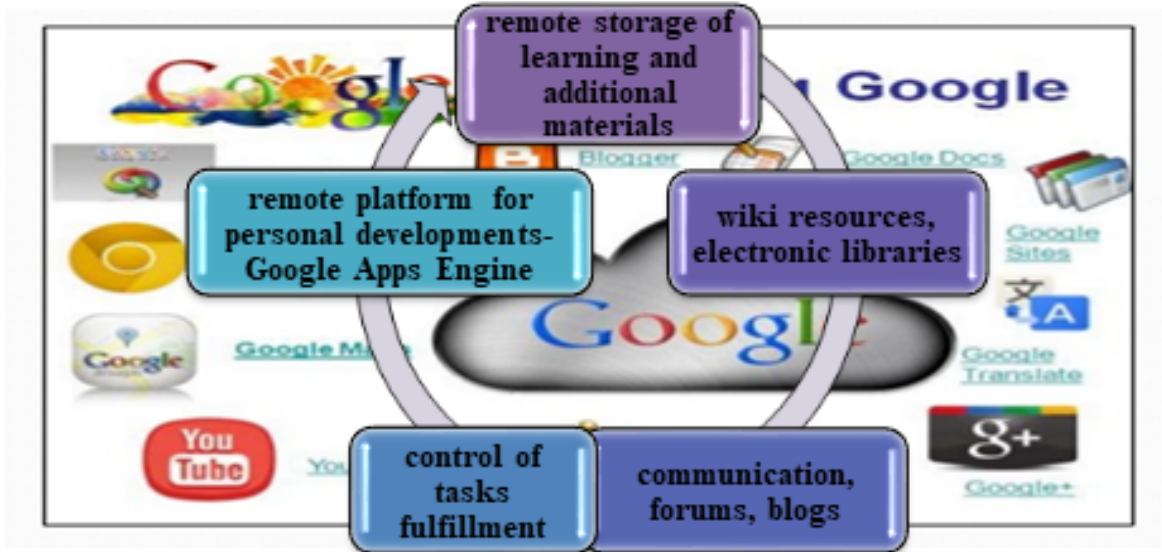 remote storage of
learning and
additional
materials
Google
Google
Blogger
Google Docs
remote platform for
personal developments-
Google Apps Engine
wiki resources,
electronic libraries
Google
Sites
Google
Google
Google
Translate
You
Tube
g+
Google+
control of
tasks
fulfillment
communication,
forums, blogs